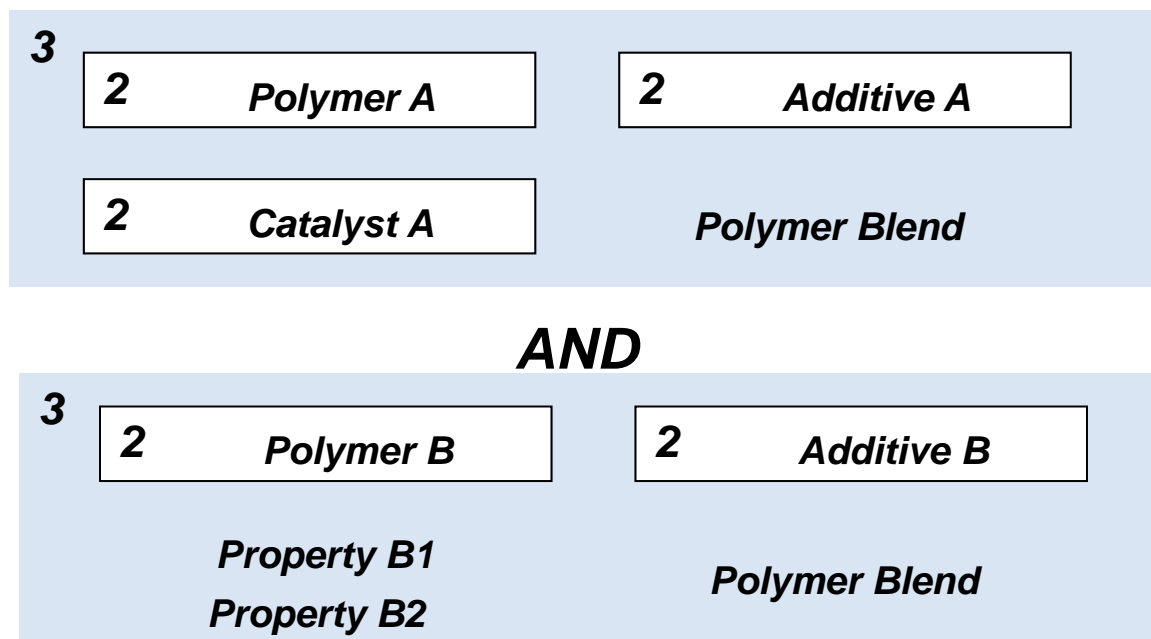 3
2 Polymer A 2 Additive A
2 Catalyst A Polymer Blend
AND
3
2 Polymer B 2 Additive B
Property B1
Polymer Blend
Property B2